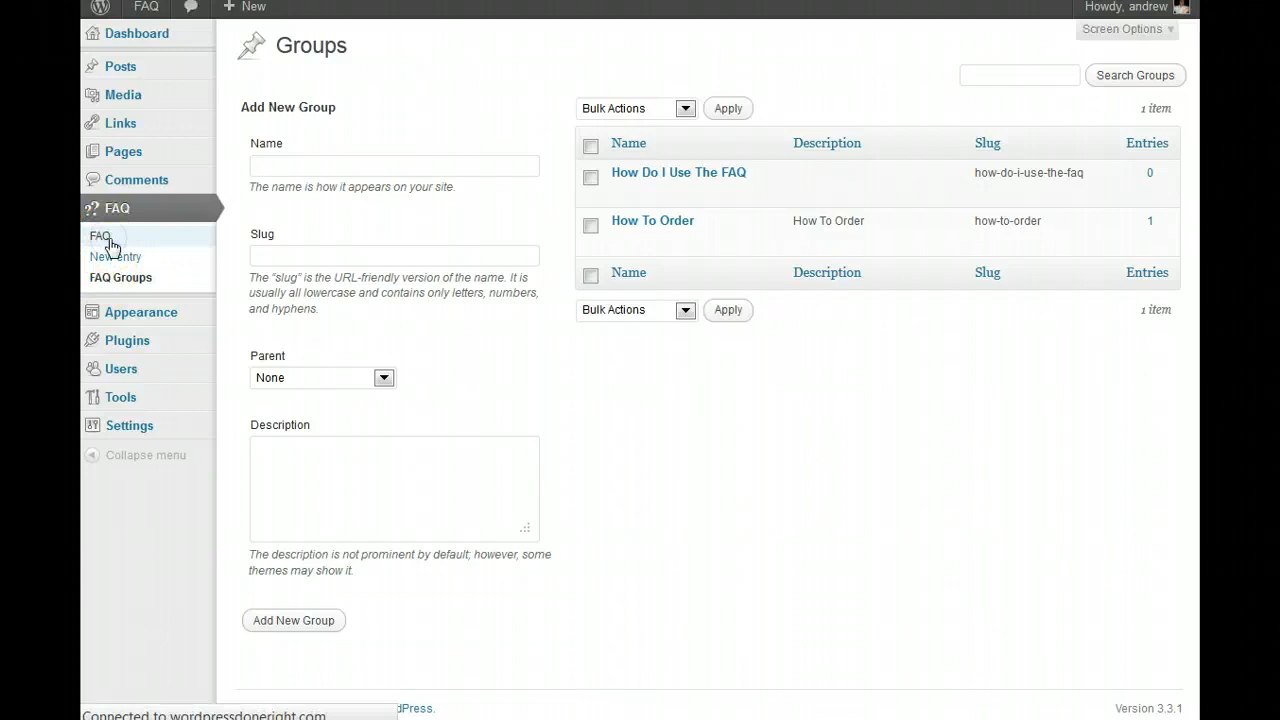 FAQ
+ New
Howdy, andrew
Dashboard
Posts
Media
Links
Pages
Comments
FAQ
FAQ
New Entry
FAQ Groups
Appearance
Plugins
Users
Tools
Settings
Collapse menu
Screen Options
Groups
Search Groups
Add New Group
Name
The name is how it appears on your site.
Slug
The “slug” is the URL-friendly version of the name. It is
usually all lowercase and contains only letters, numbers,
and hyphens.
Parent
None
Description
The description is not prominent by default; however, some
themes may show it.
Add New Group
Bulk Actions
Apply
1 item
Name Description Slug Entries
How Do I Use The FAQ how-do-i-use-the-faq 0
How To Order How To Order how-to-order 1
Name Description Slug Entries
Bulk Actions
Apply
1 item
Connected to wordpressdoneright.com
dPress.
Version 3.3.1